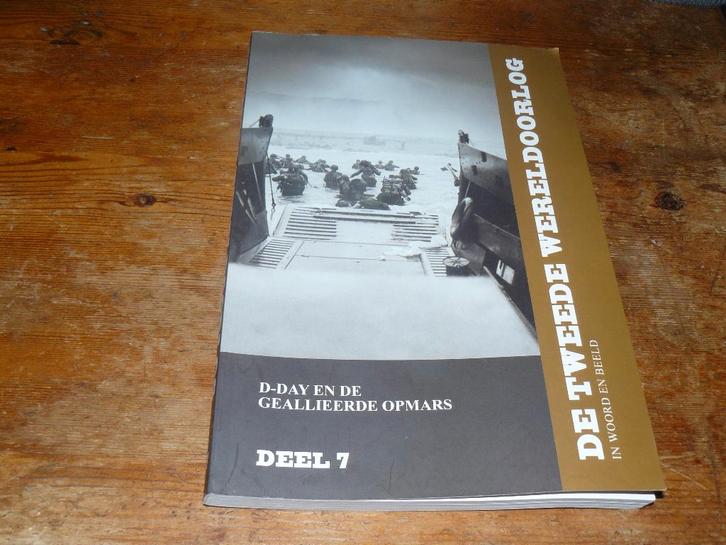 DE TWEEDE WERELDOORLOG
IN WOORD EN BEELD
D-DAY EN DE
GEALLIEERDE OPMARS
DEEL 7